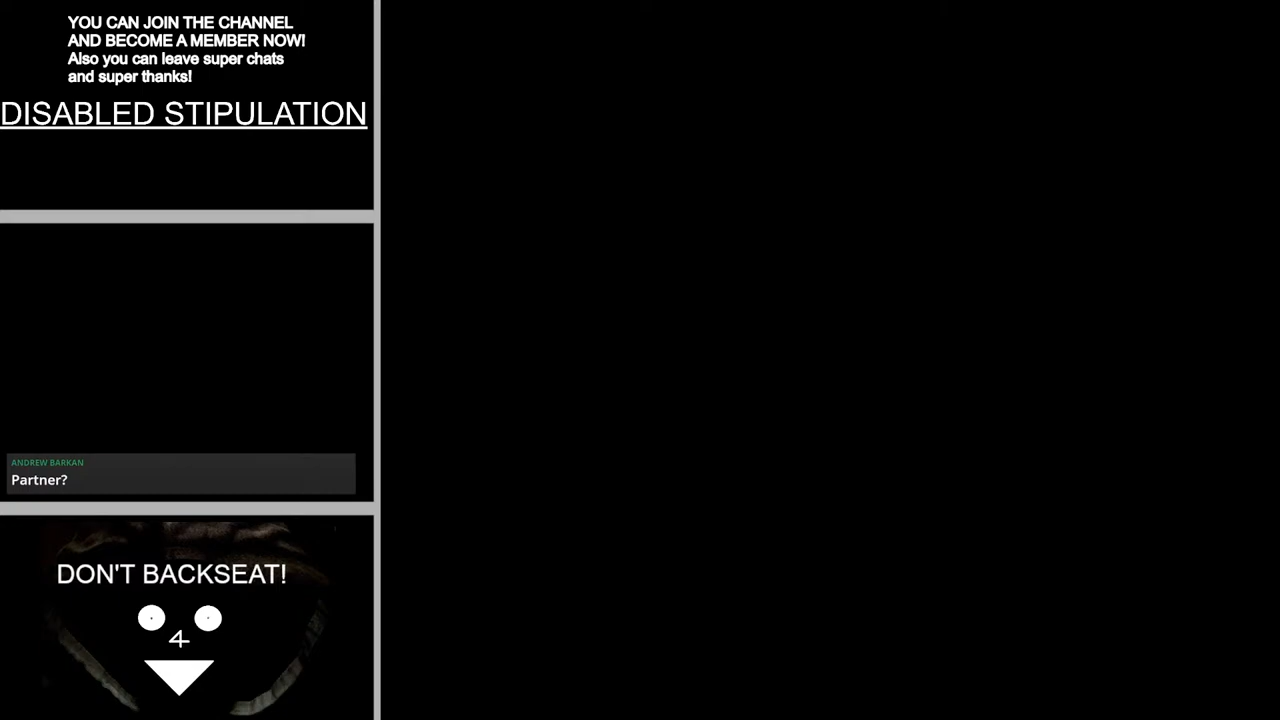 YOU CAN JOIN THE CHANNEL
AND BECOME A MEMBER NOW!
Also you can leave super chats
and super thanks!
DISABLED STIPULATION
ANDREW BARKAN
Partner?
DON'T BACKSEAT!
4